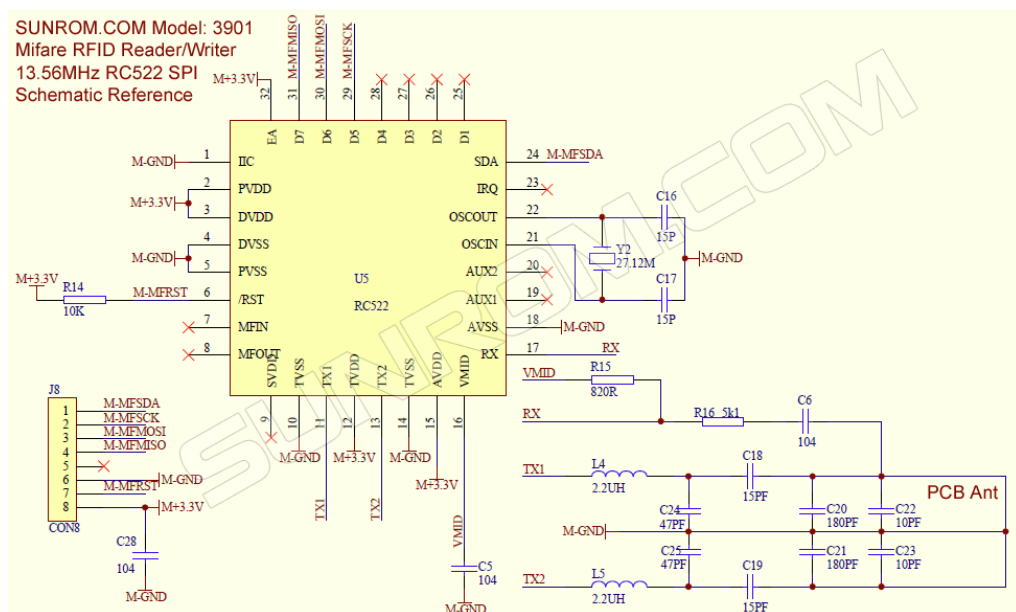 SUNROM.COM Model: 3901
Mifare RFID Reader/Writer
13.56MHz RC522 SPI
Schematic Reference
M+3.3V
32
M-MFMISO
31
M-MFMOSI
30
M-MFSCK
29
28
27
26
25
EA
D7
D6
D5
D4
D3
D2
D1
M-GND 1 IIC
2 PVDD
M+3.3V
3 DVDD
4 DVSS
M-GND
5 PVSS
M+3.3V
R14
10K
M-MFRST 6 /RST
7 MFIN
8 MFOUT
U5
RC522
SDA 24 M-MFSDA
IRQ 23
OSCOUT 22
OSCIN 21
AUX2 20
AUX1 19
AVSS 18 M-GND
RX 17 RX
C16
15P
Y2
27.12M
M-GND
C17
15P
SVDD
TVSS
TX1
TVDD
TX2
TVSS
AVDD
VMID
9
10
11
12
13
14
15
16
M-GND
M+3.3V
M-GND
M+3.3V
TX1
TX2
VMID
C5
104
M-GND
J8
1 M-MFSDA
2 M-MFSCK
3 M-MFMOSI
4 M-MFMISO
5
6 M-GND
7 M-MFRST
8 M+3.3V
CON8
C28
104
M-GND
VMID
R15
820R
RX
R16 5k1
C6
104
TX1
L4
2.2UH
C18
15PF
C24
47PF
C20
180PF
C22
10PF
PCB Ant
M-GND
C25
47PF
C21
180PF
C23
10PF
TX2
L5
2.2UH
C19
15PF
SUNROM.COM